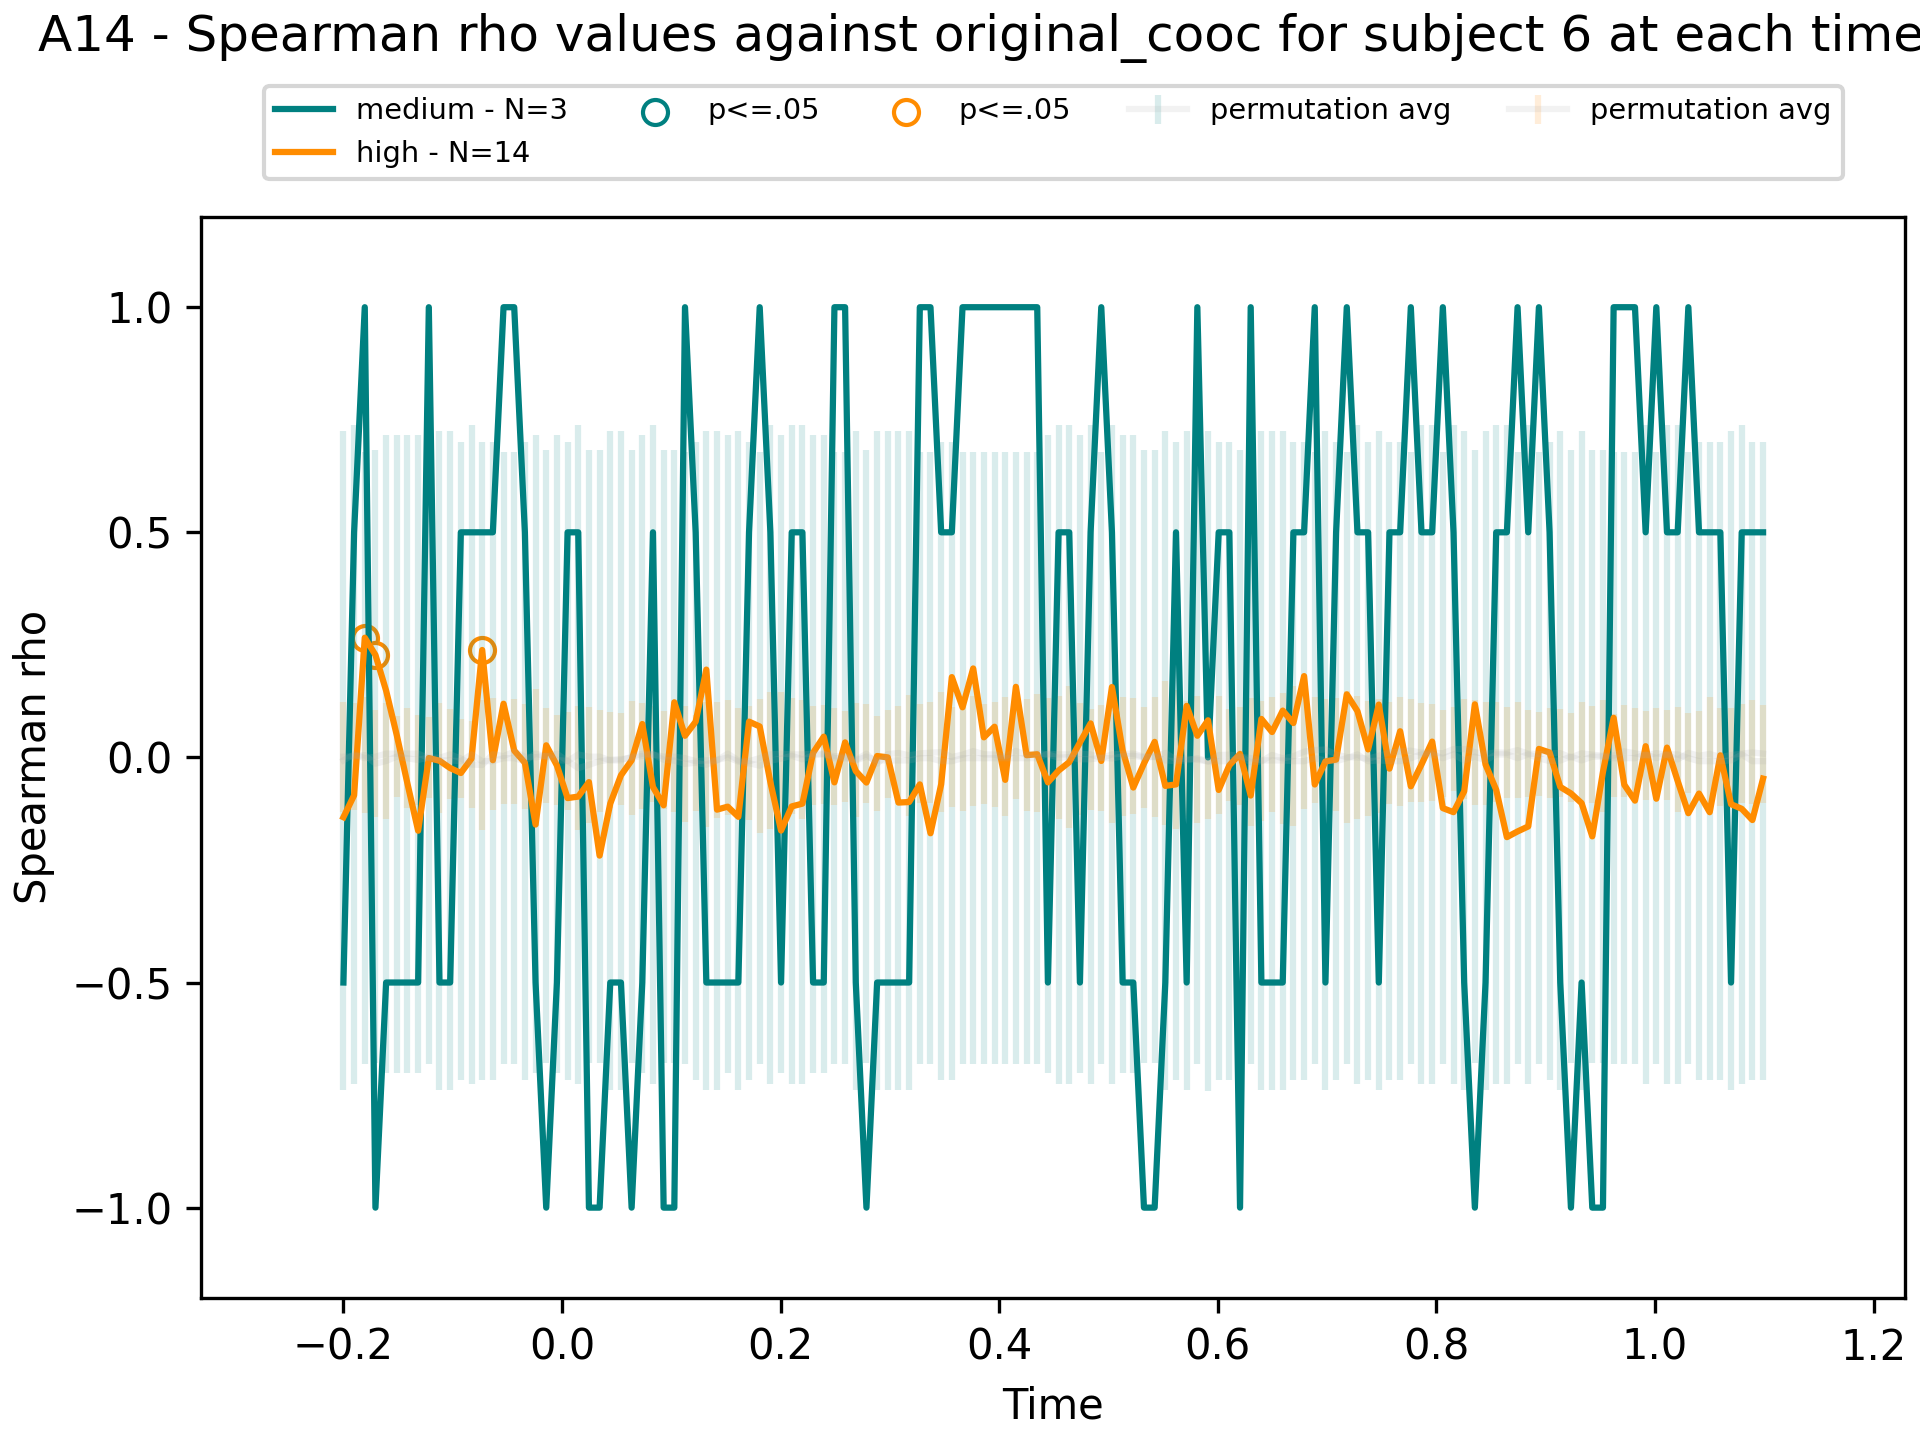 A14 - Spearman rho values against original_cooc for subject 6 at each time
medium - N=3 p<=.05 p<=.05 permutation avg permutation avg
high - N=14
1.0
0.5
0.0
−0.5
−1.0
Spearman rho
−0.2 0.0 0.2 0.4 0.6 0.8 1.0 1.2
Time